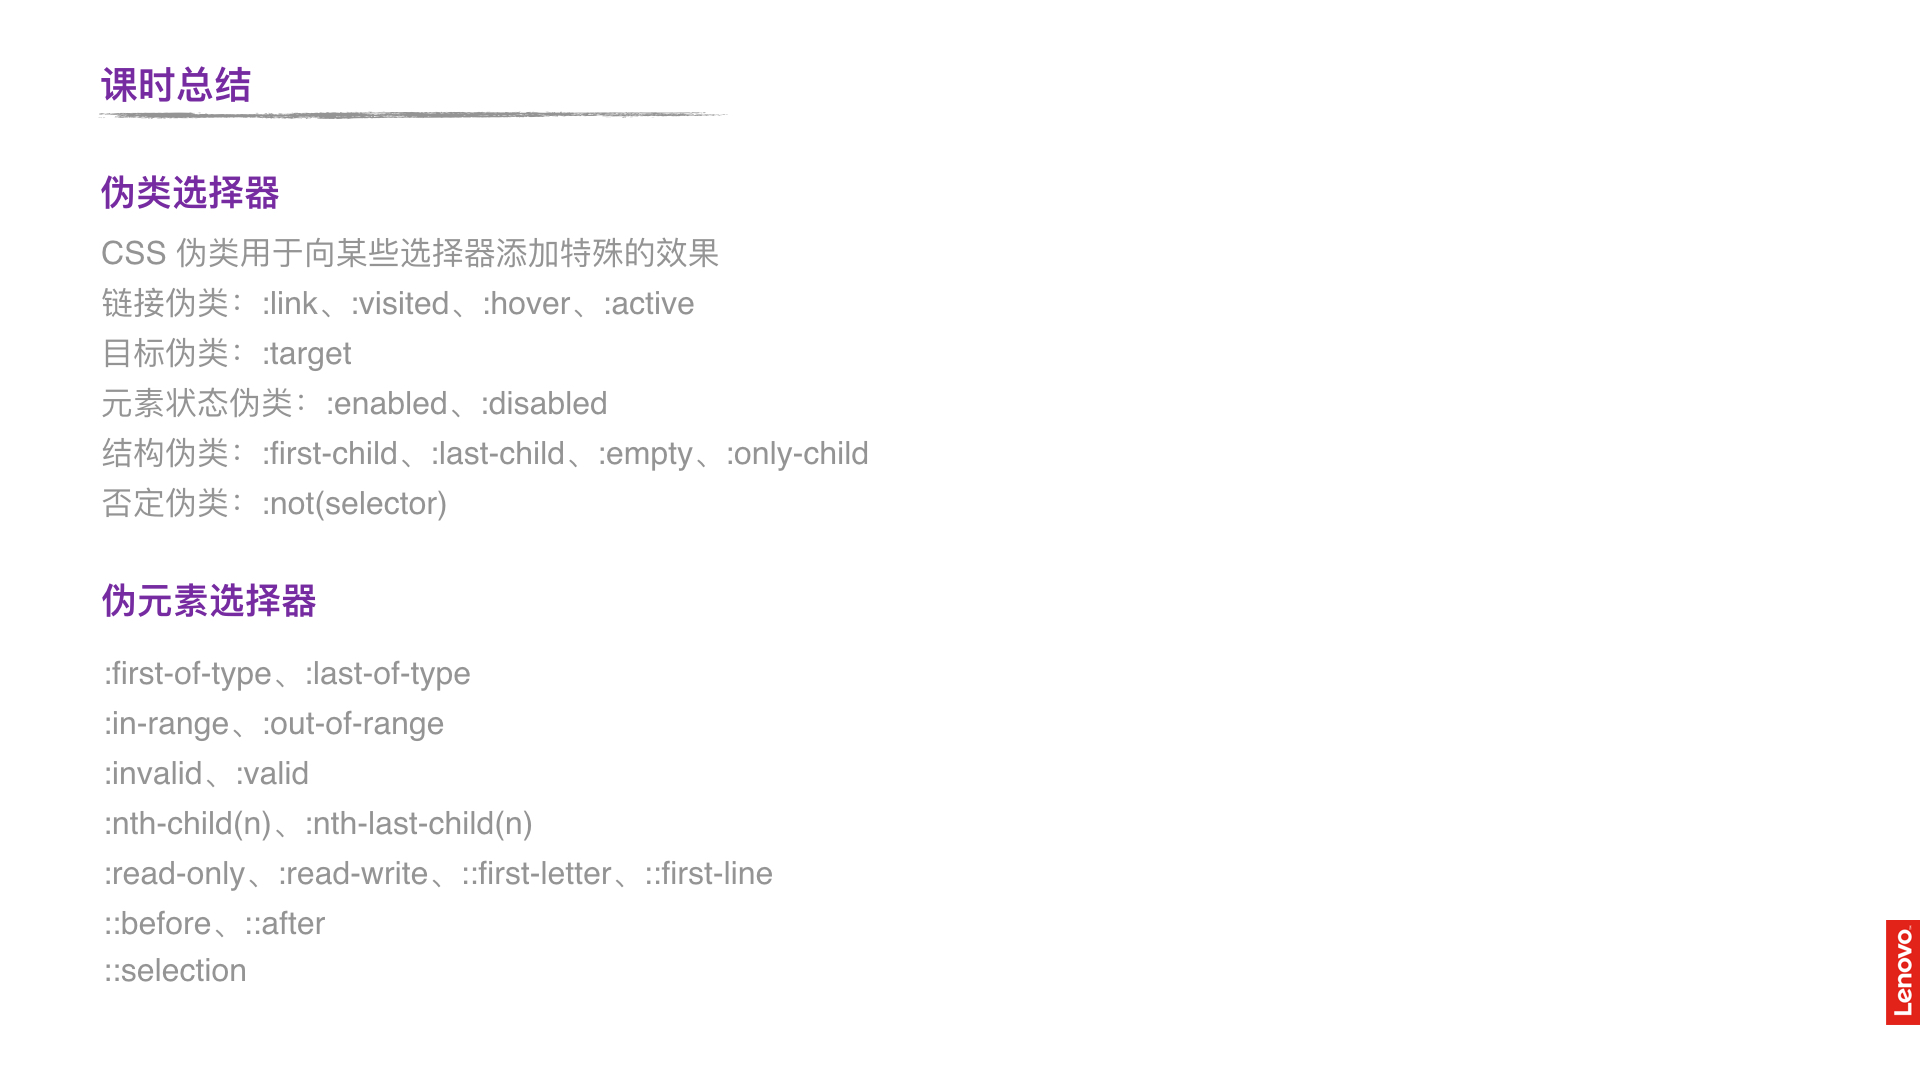 课时总结
伪类选择器
CSS 伪类用于向某些选择器添加特殊的效果
链接伪类：:link、:visited、:hover、:active
目标伪类：:target
元素状态伪类：:enabled、:disabled
结构伪类：:first-child、:last-child、:empty、:only-child
否定伪类：:not(selector)
伪元素选择器
:first-of-type、:last-of-type
:in-range、:out-of-range
:invalid、:valid
:nth-child(n)、:nth-last-child(n)
:read-only、:read-write、::first-letter、::first-line
::before、::after
::selection
Lenovo